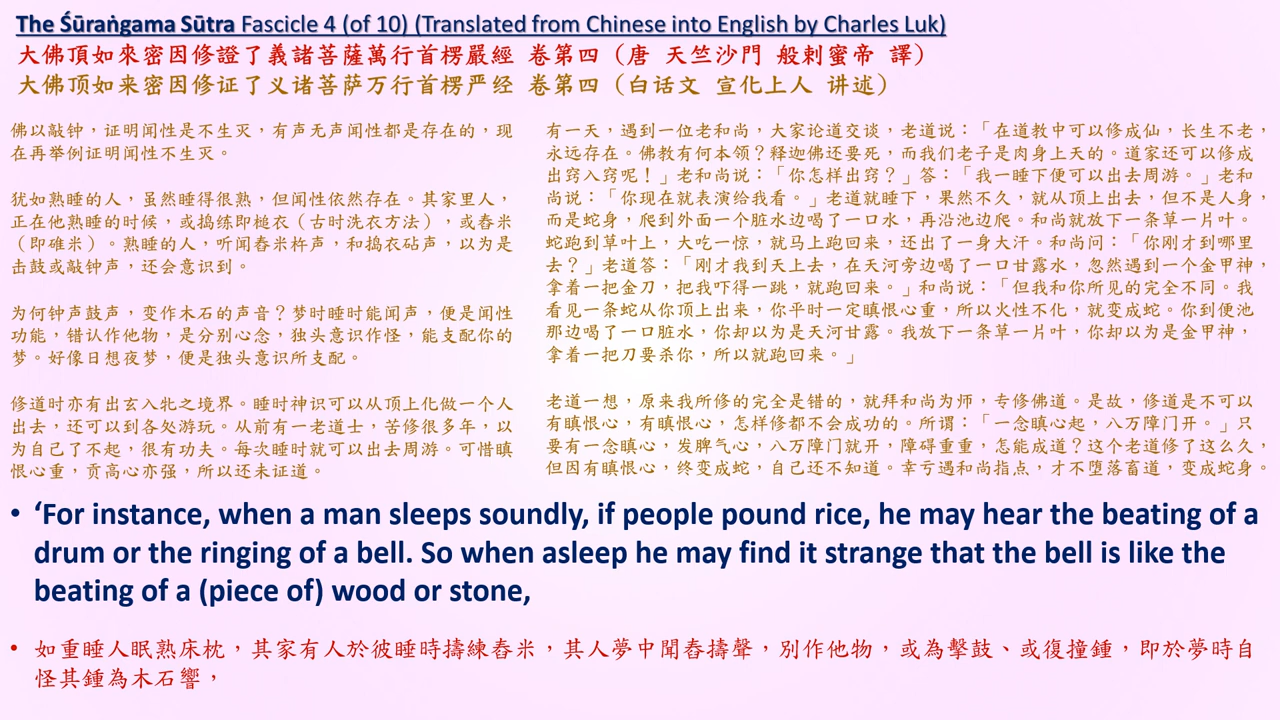 The Śūraṅgama Sūtra Fascicle 4 (of 10) (Translated from Chinese into English by Charles Luk)
大佛頂如來密因修證了義諸菩薩萬行首楞嚴經 卷第四（唐 天竺沙門 般剌蜜帝 譯）
大佛顶如来密因修证了义诸菩萨万行首楞严经 卷第四（白话文 宣化上人 讲述）
佛以敲钟，证明闻性是不生灭，有声无声闻性都是存在的，现
在再举例证明闻性不生灭。
犹如熟睡的人，虽然睡得很熟，但闻性依然存在。其家里人，
正在他熟睡的时候，或捣练即槌衣（古时洗衣方法），或舂米
（即碓米）。熟睡的人，听闻舂米杵声，和捣衣砧声，以为是
击鼓或敲钟声，还会意识到。
为何钟声鼓声，变作木石的声音？梦时睡时能闻声，便是闻性
功能，错认作他物，是分别心念，独头意识作怪，能支配你的
梦。好像日想夜梦，便是独头意识所支配。
修道时亦有出玄入牝之境界。睡时神识可以从顶上化做一个人
出去，还可以到各处游玩。从前有一老道士，苦修很多年，以
为自己了不起，很有功夫。每次睡时就可以出去周游。可惜瞋
恨心重，贡高心亦强，所以还未证道。
有一天，遇到一位老和尚，大家论道交谈，老道说：「在道教中可以修成仙，长生不老，
永远存在。佛教有何本领？释迦佛还要死，而我们老子是肉身上天的。道家还可以修成
出窍入窍呢！」老和尚说：「你怎样出窍？」答：「我一睡下便可以出去周游。」老和
尚说：「你现在就表演给我看。」老道就睡下，果然不久，就从顶上出去，但不是人身，
而是蛇身，爬到外面一个脏水边喝了一口水，再沿池边爬。和尚就放下一条草一片叶。
蛇跑到草叶上，大吃一惊，就马上跑回来，还出了一身大汗。和尚问：「你刚才到哪里
去？」老道答：「刚才我到天上去，在天河旁边喝了一口甘露水，忽然遇到一个金甲神，
拿着一把金刀，把我吓得一跳，就跑回来。」和尚说：「但我和你所见的完全不同。我
看见一条蛇从你顶上出来，你平时一定瞋恨心重，所以火性不化，就变成蛇。你到便池
那边喝了一口脏水，你却以为是天河甘露。我放下一条草一片叶，你却以为是金甲神，
拿着一把刀要杀你，所以就跑回来。」
老道一想，原来我所修的完全是错的，就拜和尚为师，专修佛道。是故，修道是不可以
有瞋恨心，有瞋恨心，怎样修都不会成功的。所谓：「一念瞋心起，八万障门开。」只
要有一念瞋心，发脾气心，八万障门就开，障碍重重，怎能成道？这个老道修了这么久，
但因有瞋恨心，终变成蛇，自己还不知道。幸亏遇和尚指点，才不堕落畜道，变成蛇身。
• ‘For instance, when a man sleeps soundly, if people pound rice, he may hear the beating of a
drum or the ringing of a bell. So when asleep he may find it strange that the bell is like the
beating of a (piece of) wood or stone,
• 如重睡人眠熟床枕，其家有人於彼睡時擣練舂米，其人夢中聞舂擣聲，別作他物，或為擊鼓、或復撞鍾，即於夢時自
怪其鍾為木石響，